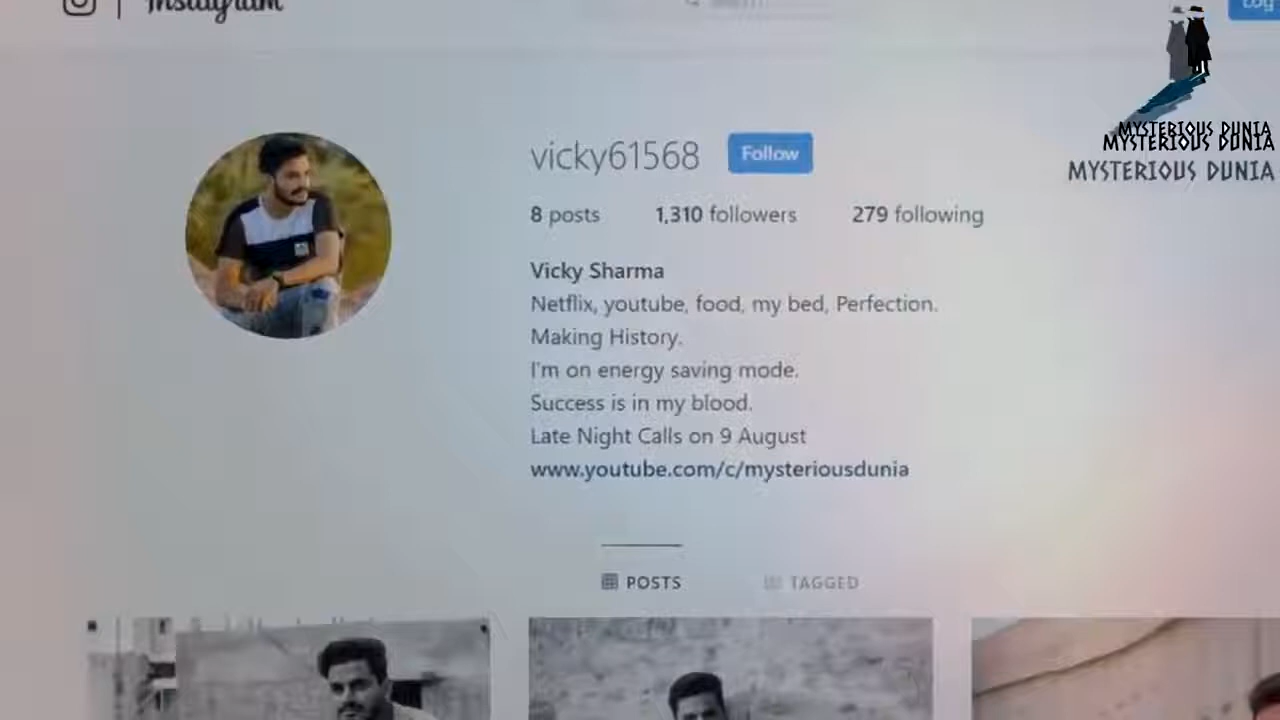 Instagram
vicky61568 Follow
8 posts 1,310 followers 279 following
Vicky Sharma
Netflix, youtube, food, my bed, Perfection.
Making History.
I'm on energy saving mode.
Success is in my blood.
Late Night Calls on 9 August
www.youtube.com/c/mysteriousdunia
POSTS TAGGED
Log
MYSTERIOUS DUNIA
MYSTERIOUS DUNIA
MYSTERIOUS DUNIA